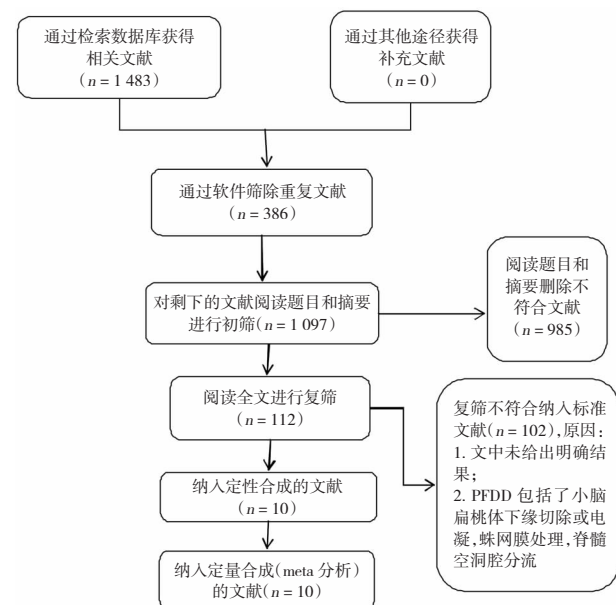 通过检索数据库获得
相关文献
(n = 1 483)
通过其他途径获得
补充文献
(n = 0)
通过软件筛除重复文献
(n = 386)
对剩下的文献阅读题目和摘要
进行初筛(n = 1 097)
阅读题目和
摘要删除不
符合文献
(n = 985)
阅读全文进行复筛
(n = 112)
复筛不符合纳入标准
文献(n = 102),原因:
1. 文中未给出明确结
果;
2. PFDD 包括了小脑
扁桃体下缘切除或电
凝,蛛网膜处理,脊髓
空洞腔分流
纳入定性合成的文献
(n = 10)
纳入定量合成(meta 分析)
的文献(n = 10)